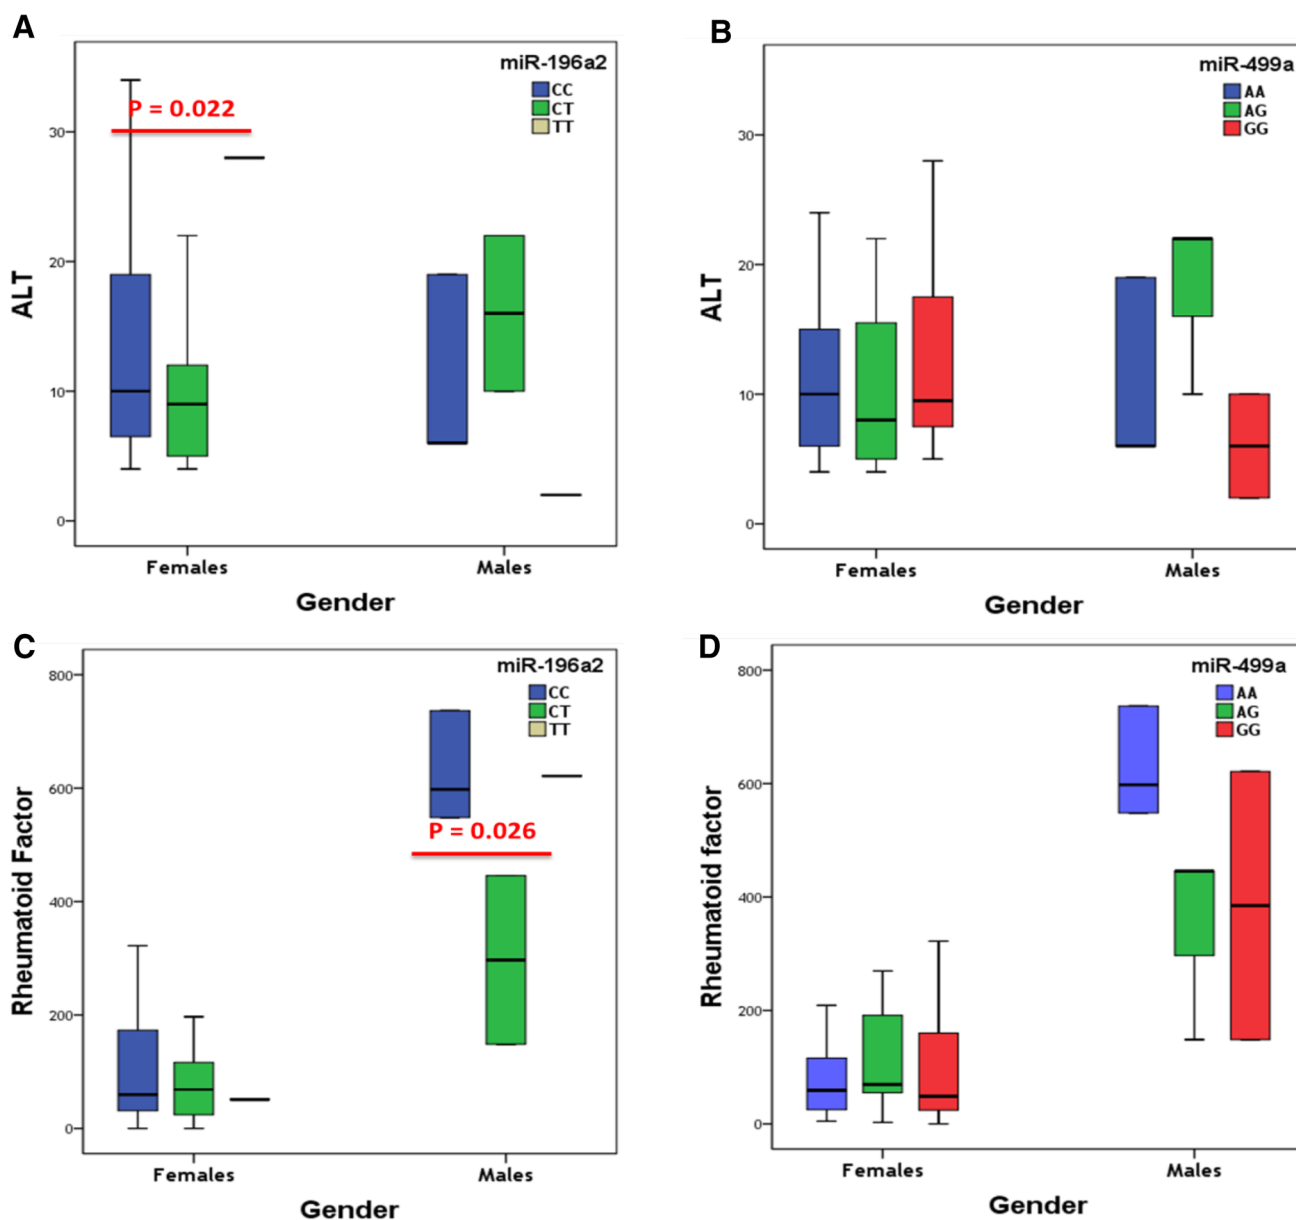 A
miR-196a2
CC
CT
TT
P = 0.022
30
20
10
0
ALT
Females
Males
Gender
B
miR-499a
AA
AG
GG
30
20
10
0
ALT
Females
Males
Gender
C
miR-196a2
CC
CT
TT
800
600
400
200
0
P = 0.026
Rheumatoid Factor
Females
Males
Gender
D
miR-499a
AA
AG
GG
800
600
400
200
0
Rheumatoid factor
Females
Males
Gender